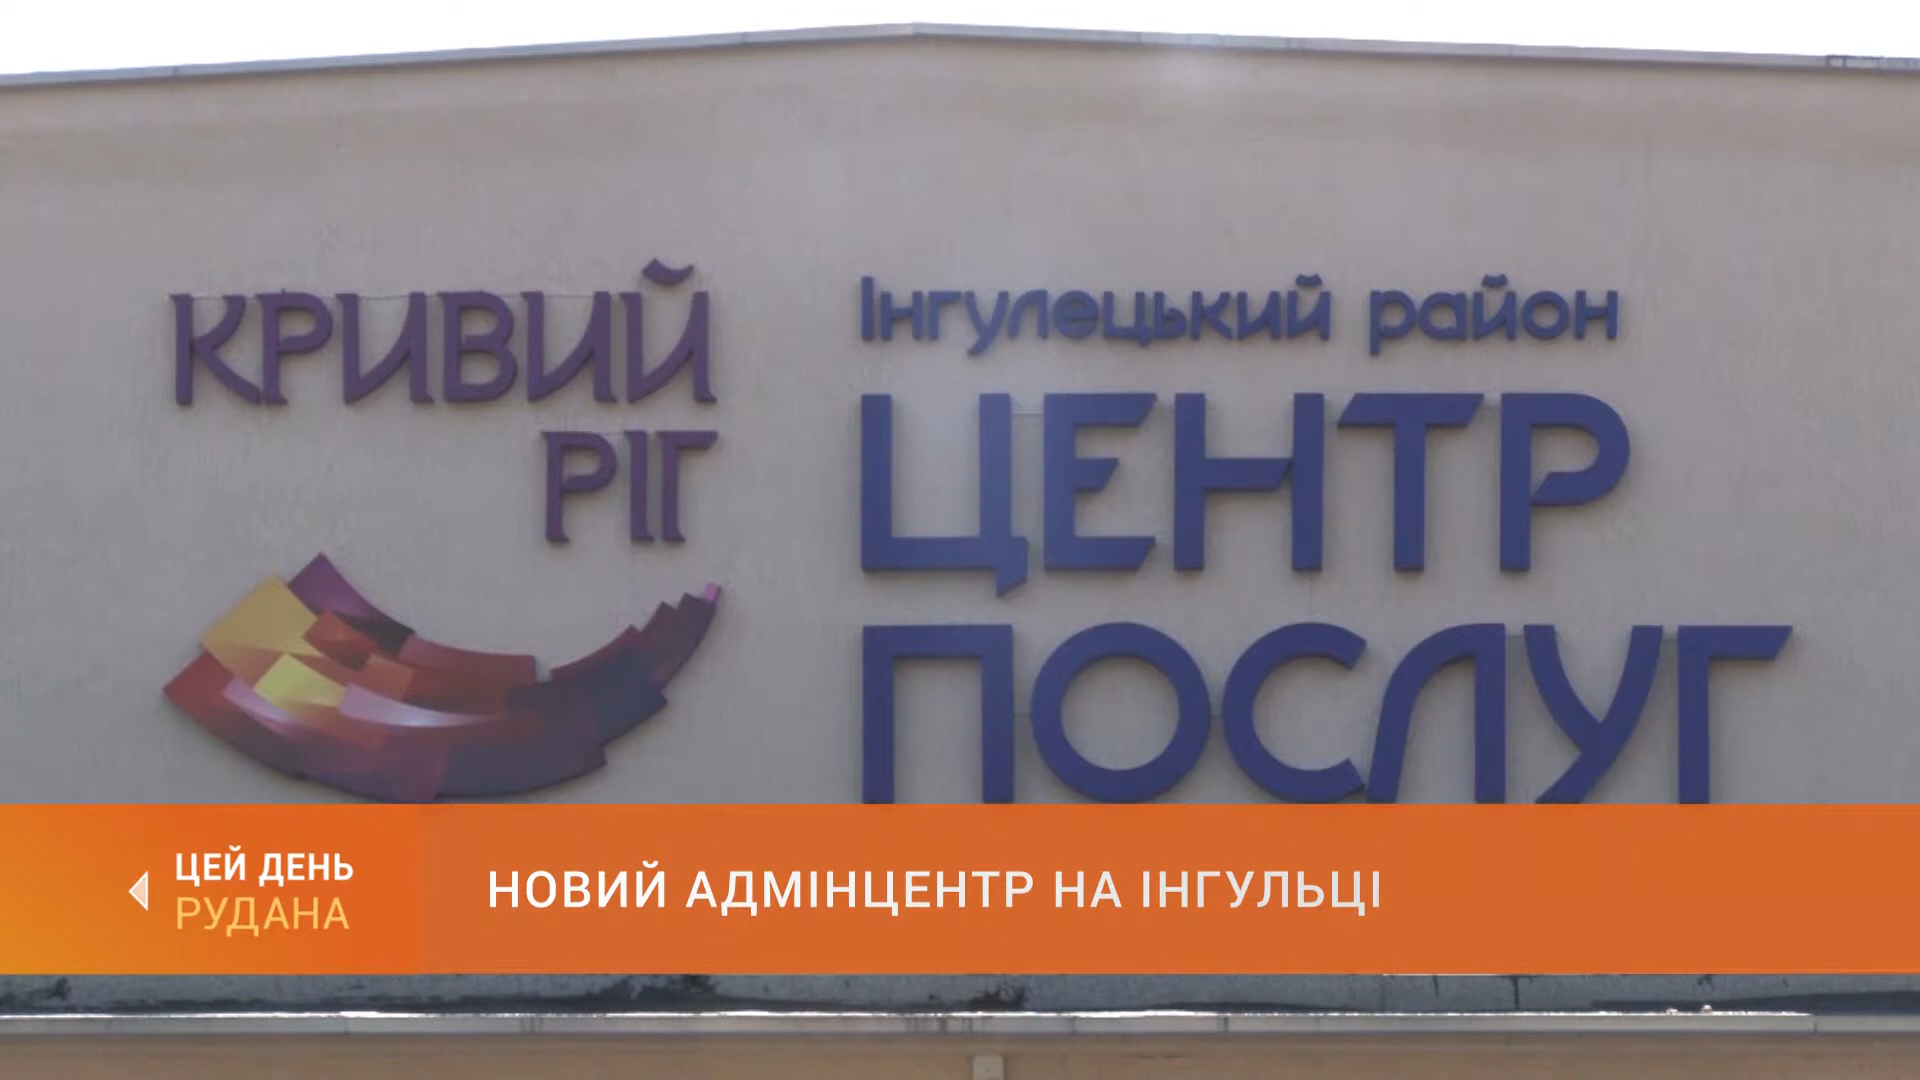 КРИВИЙ
РІГ
Інгулецький район
ЦЕНТР
ПОСЛУГ
ЦЕЙ ДЕНЬ
РУДАНА
НОВИЙ АДМІНЦЕНТР НА ІНГУЛЬЦІ